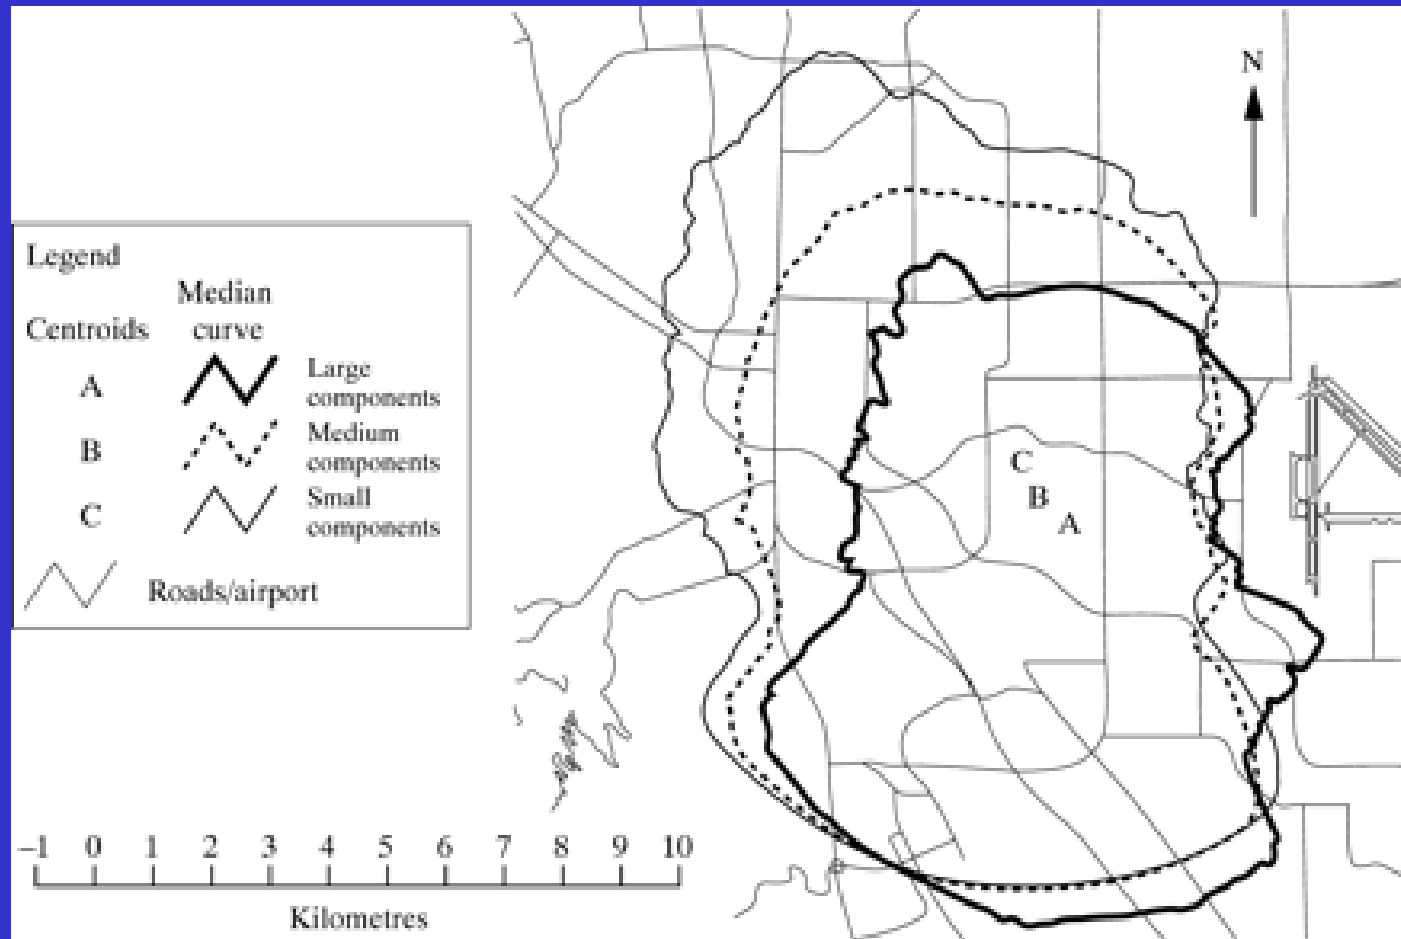 N
Legend
Median
Centroids curve
A Large
components
B Medium
components
C Small
components
Roads/airport
C
B
A
–1 0 1 2 3 4 5 6 7 8 9 10
Kilometres